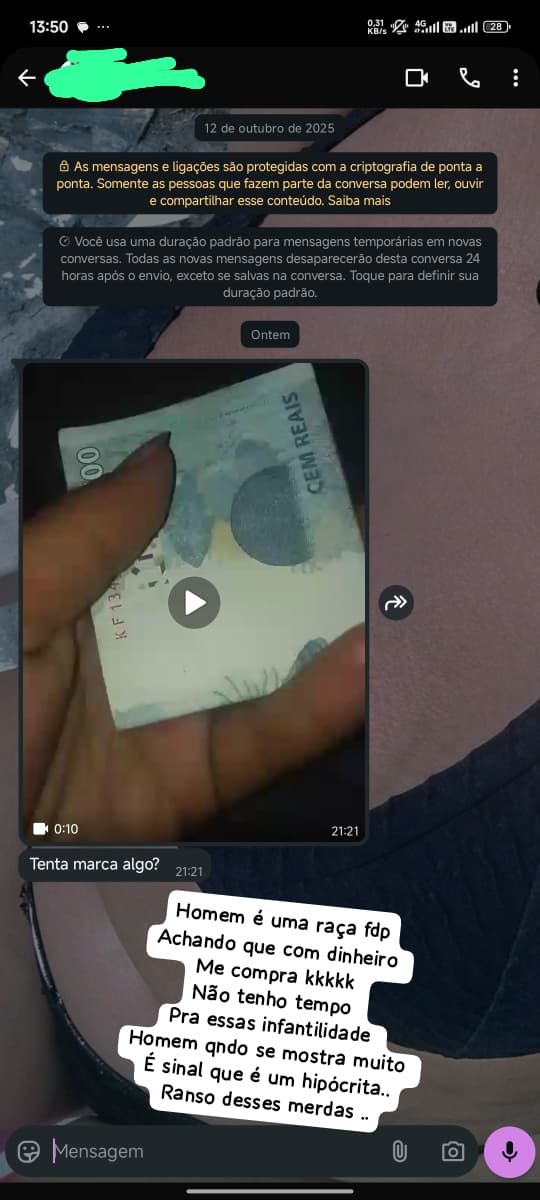 13:50
0,31
KB/s
4G
Vo
LTE
28
12 de outubro de 2025
As mensagens e ligações são protegidas com a criptografia de ponta a
ponta. Somente as pessoas que fazem parte da conversa podem ler, ouvir
e compartilhar esse conteúdo. Saiba mais
Você usa uma duração padrão para mensagens temporárias em novas
conversas. Todas as novas mensagens desaparecerão desta conversa 24
horas após o envio, exceto se salvas na conversa. Toque para definir sua
duração padrão.
Ontem
CEM REAIS
00
KF13
0:10
21:21
Tenta marca algo?
21:21
Homem é uma raça fdp
Achando que com dinheiro
Me compra kkkkk
Não tenho tempo
Pra essas infantilidade
Homem qndo se mostra muito
É sinal que é um hipócrita..
Ranso desses merdas ..
Mensagem